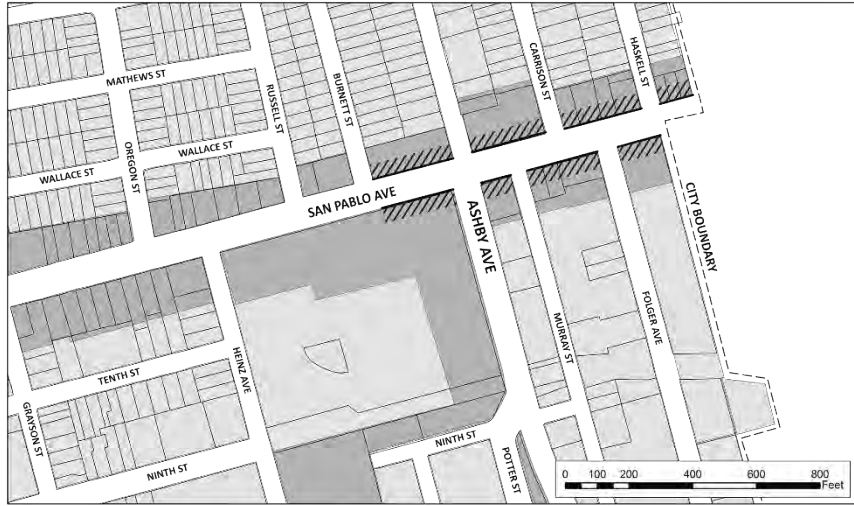 MATHEWS ST
WALLACE ST
WALLACE ST
OREGON ST
RUSSELL ST
BURNETT ST
CARRISON ST
HASKELL ST
SAN PABLO AVE
ASHBY AVE
CITY BOUNDARY
TENTH ST
HEINZ AVE
GRAYSON ST
NINTH ST
NINTH ST
POTTER ST
MURRAY ST
FOLGER AVE
0 100 200 400 600 800
Feet